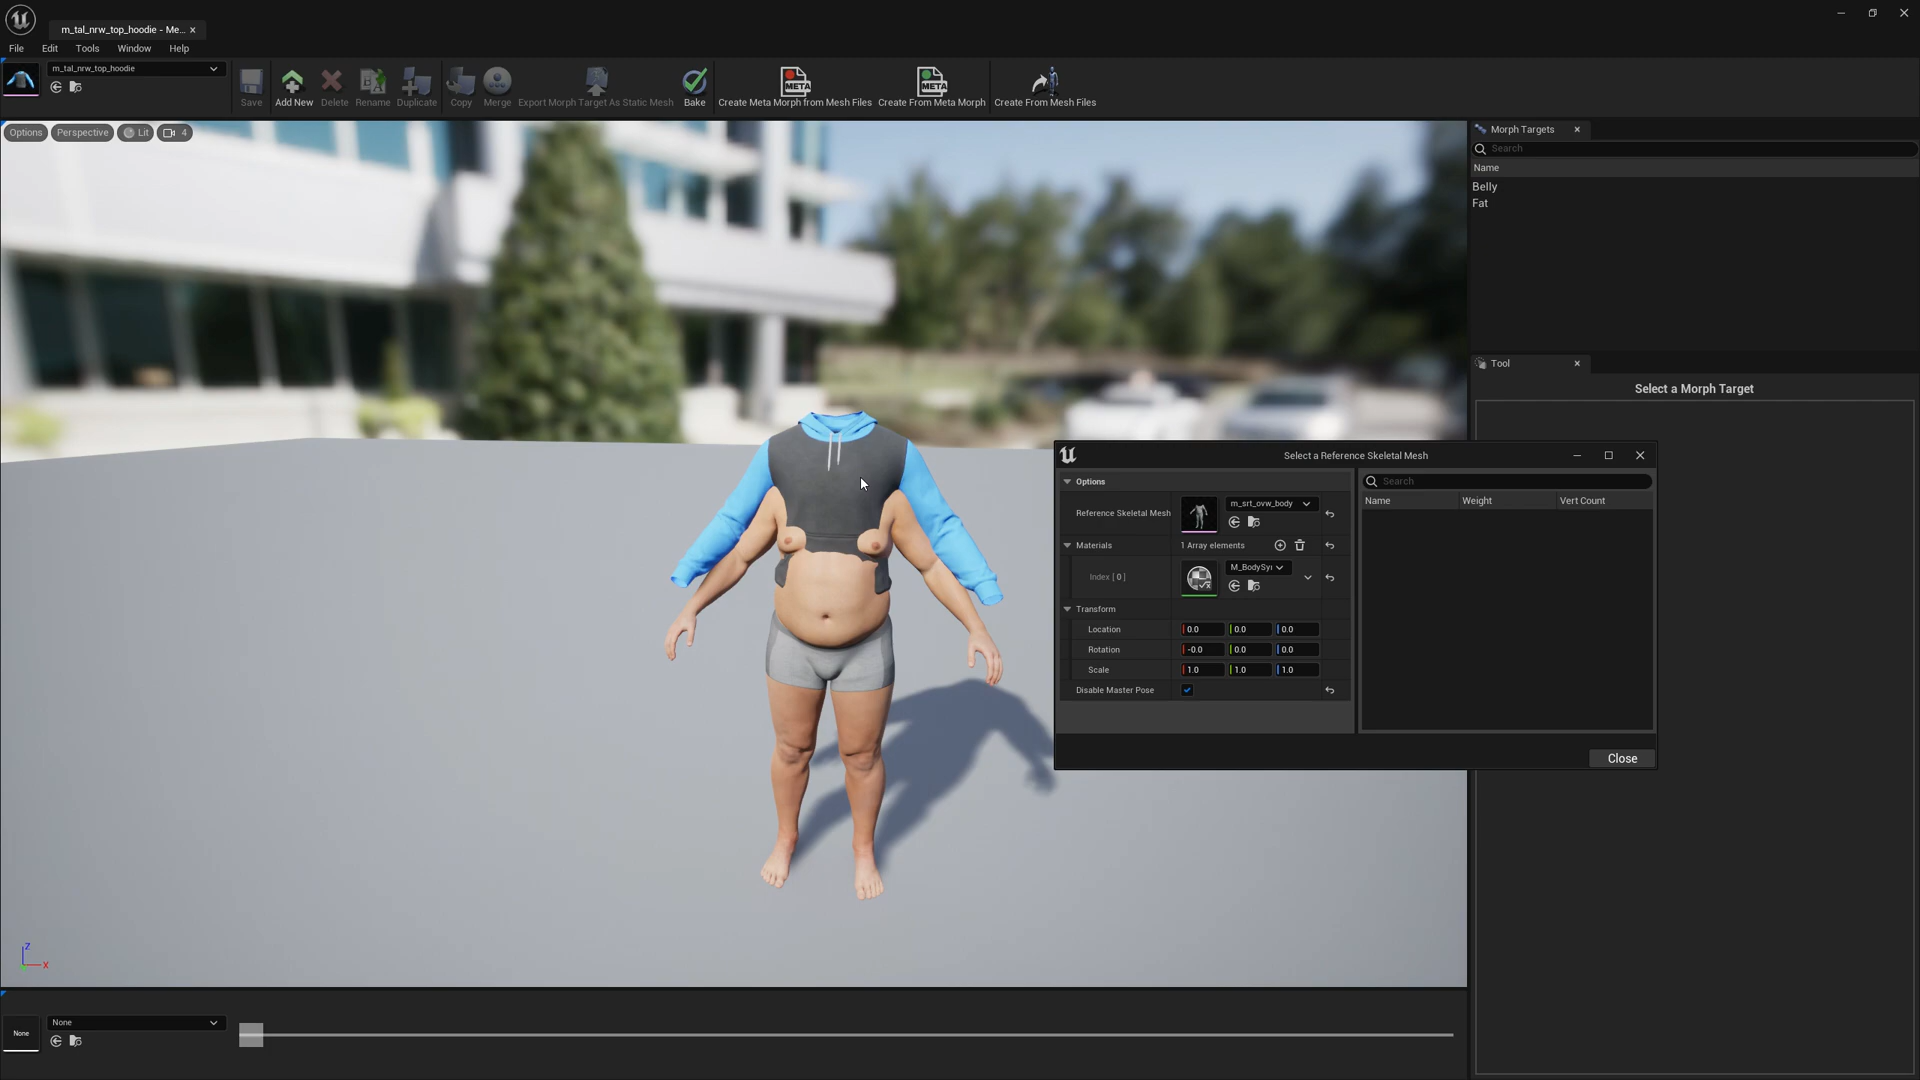 m_tal_nrw_top_hoodie - Me...
File Edit Tools Window Help
m_tal_nrw_top_hoodie
Save Add New Delete Rename Duplicate Copy Merge Export Morph Target As Static Mesh Bake Create Meta Morph from Mesh Files Create From Meta Morph Create From Mesh Files
META META
Options Perspective Lit 4
Morph Targets
Search
Name
Belly
Fat
Tool
Select a Morph Target
Select a Reference Skeletal Mesh
Options
Reference Skeletal Mesh m_srt_ovw_body
Materials 1 Array elements
Index [ 0 ] M_BodySy
Transform
Location 0.0 0.0 0.0
Rotation -0.0 0.0 0.0
Scale 1.0 1.0 1.0
Disable Master Pose
Search
Name Weight Vert Count
Close
Z
X
None
None